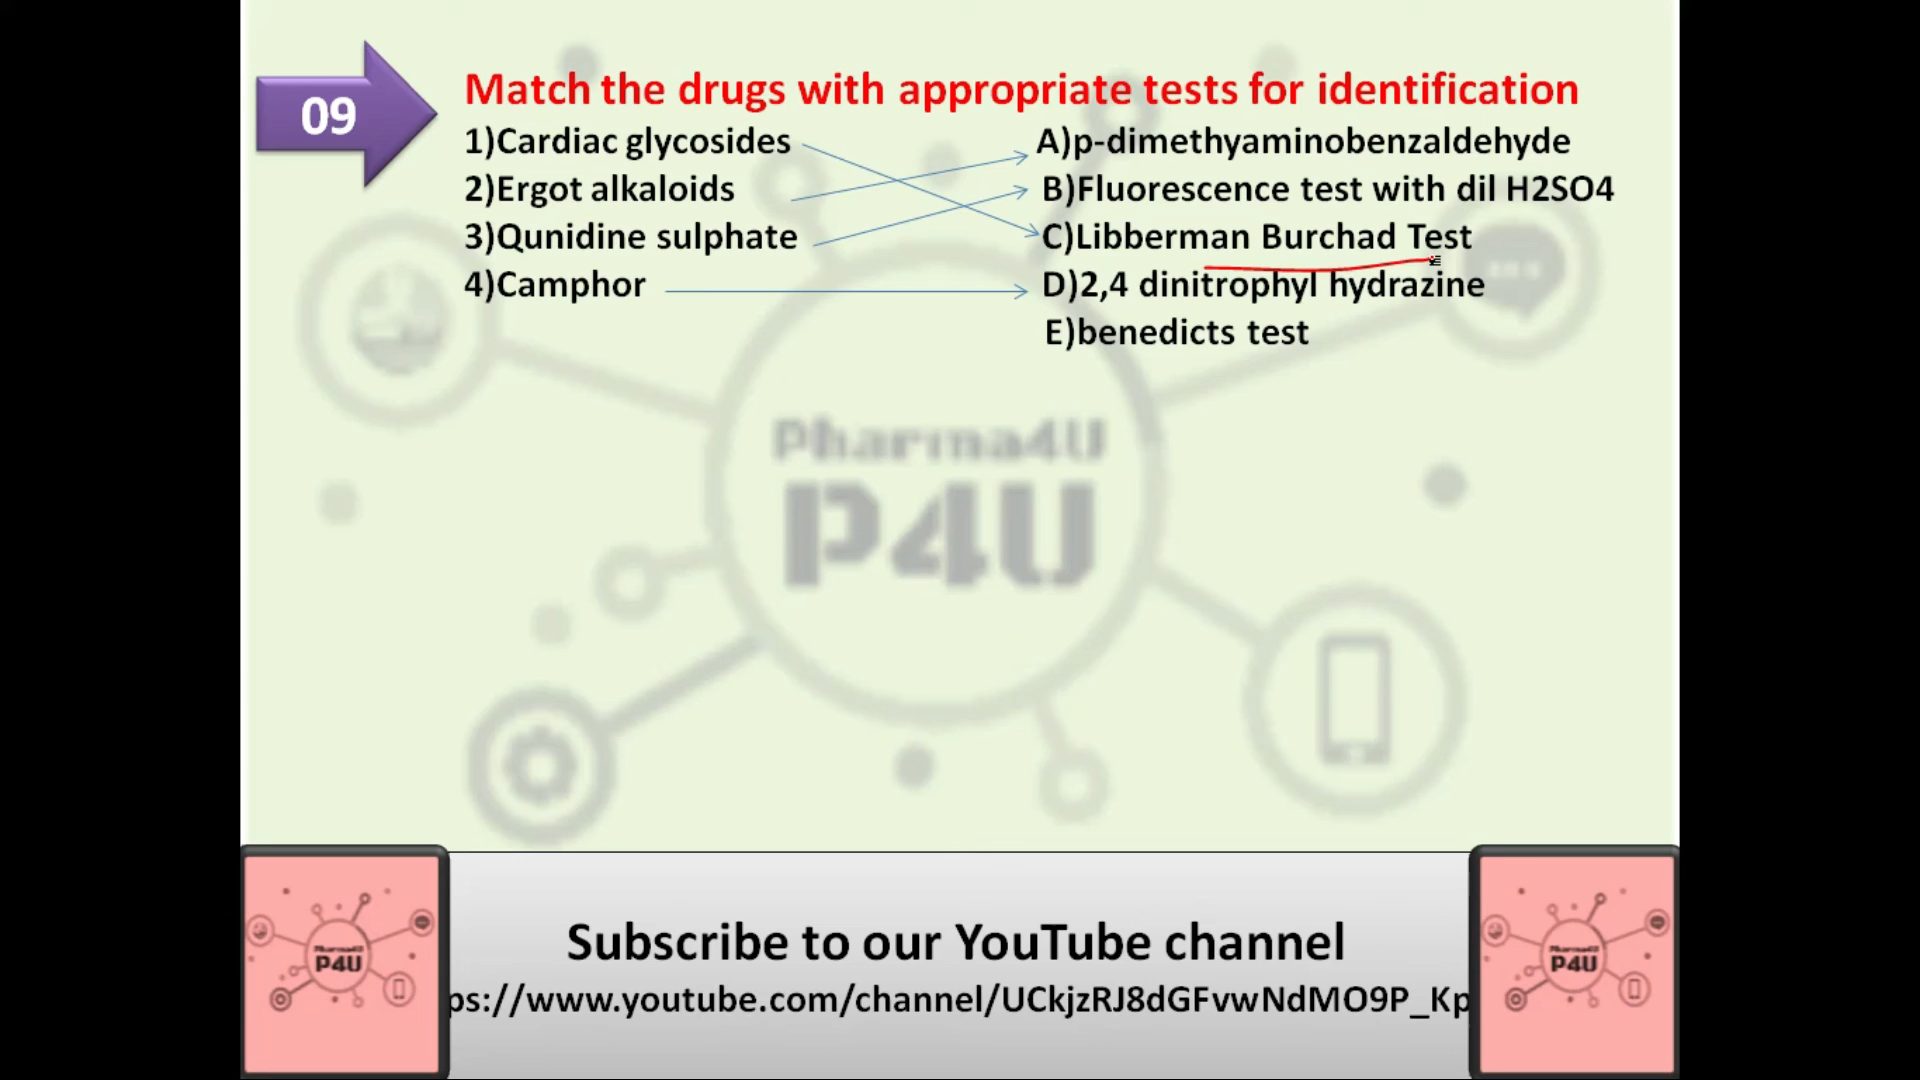 09
Match the drugs with appropriate tests for identification
1)Cardiac glycosides A)p-dimethyaminobenzaldehyde
2)Ergot alkaloids B)Fluorescence test with dil H2SO4
3)Qunidine sulphate C)Libberman Burchad Test
4)Camphor D)2,4 dinitrophyl hydrazine
E)benedicts test
Pharma4U
P4U
Subscribe to our YouTube channel
ps://www.youtube.com/channel/UCkjzRJ8dGFvwNdMO9P_Kp
Pharma4U
P4U
Pharma4U
P4U